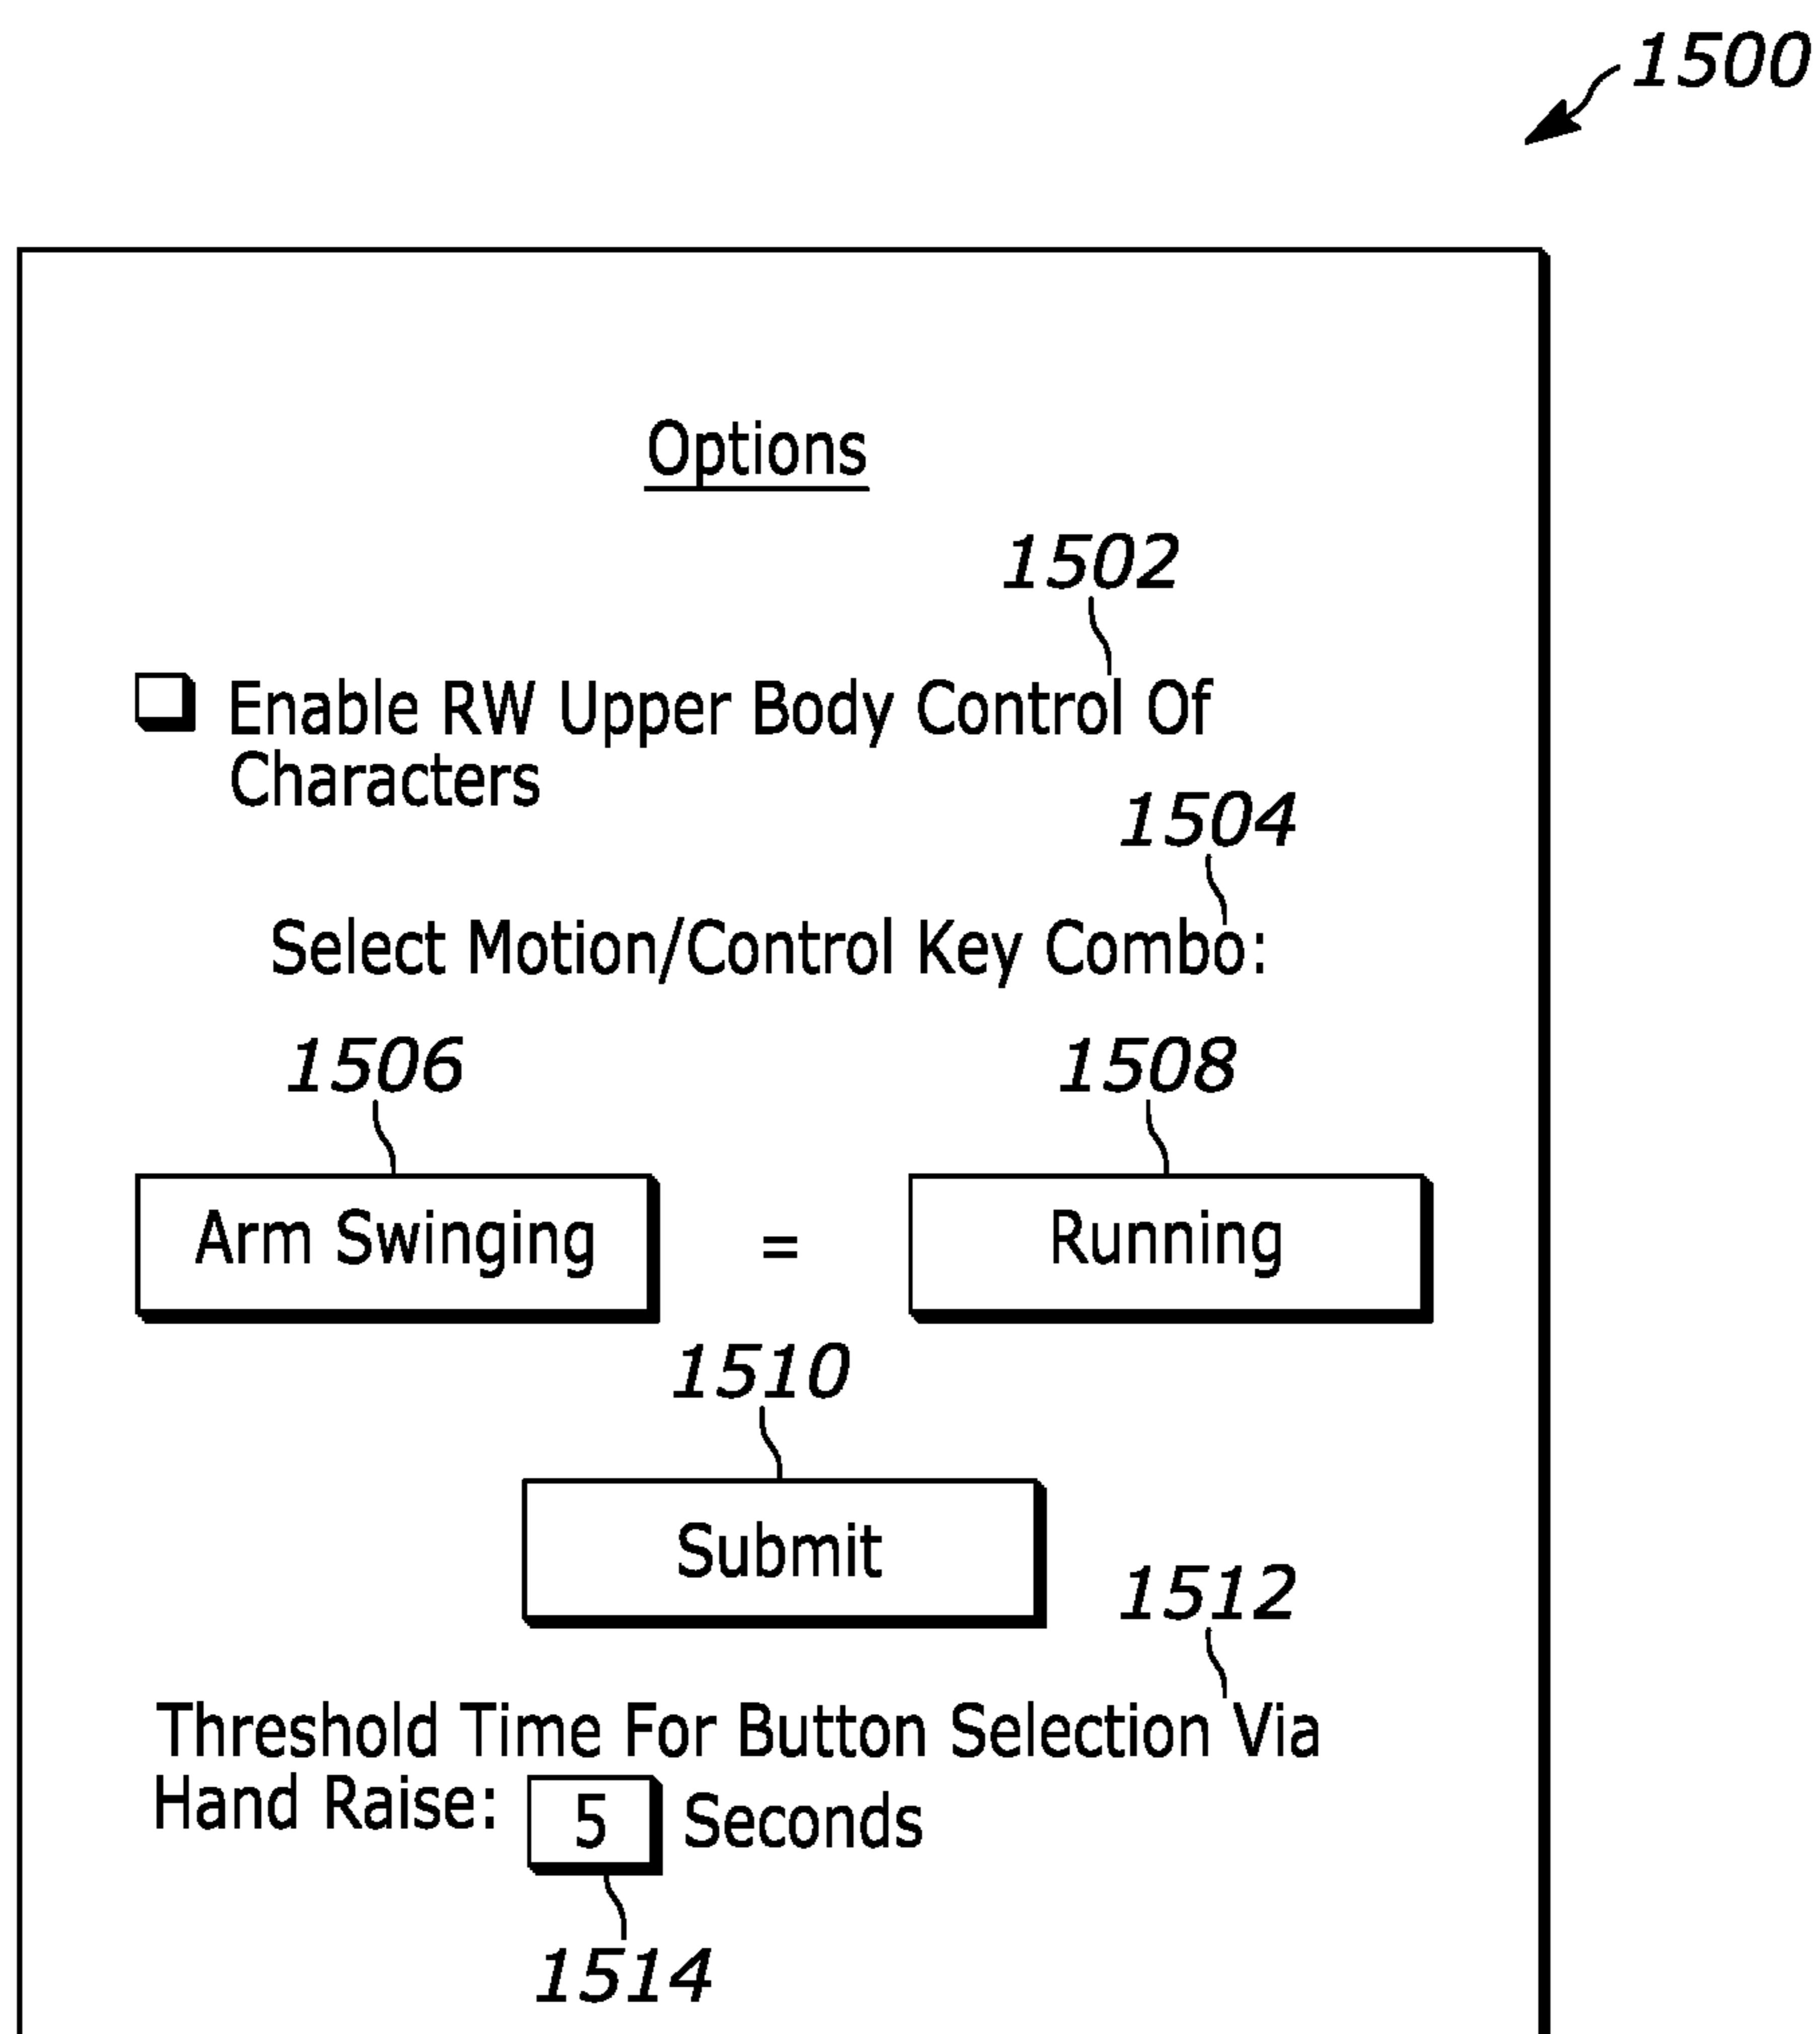 1500
Options
1502
Enable RW Upper Body Control Of
Characters
1504
Select Motion/Control Key Combo:
1506 1508
Arm Swinging = Running
1510
Submit
1512
Threshold Time For Button Selection Via
Hand Raise: 5 Seconds
1514